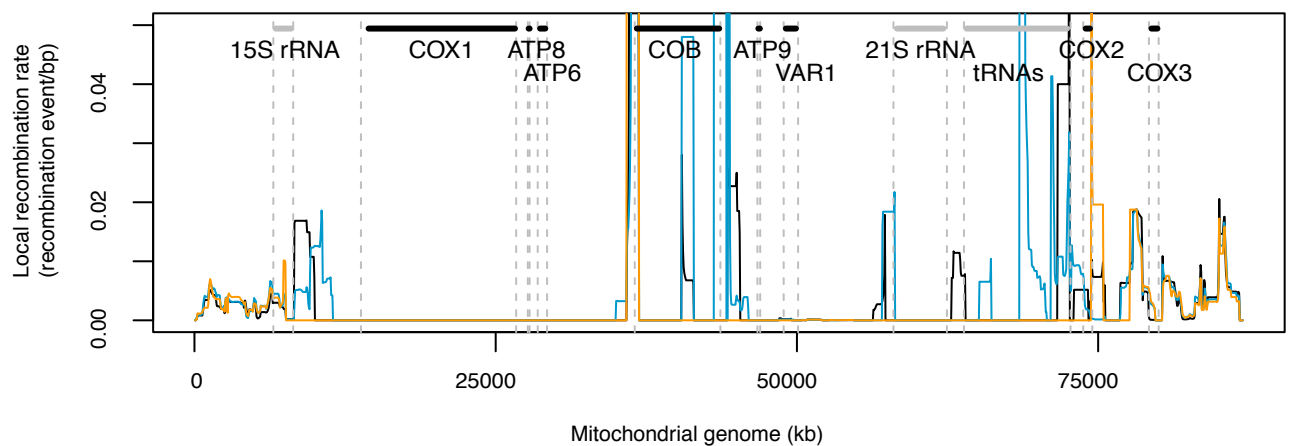 Local recombination rate
(recombination event/bp)
0.00
0.02
0.04
15S rRNA
COX1
ATP8
ATP6
COB
ATP9
VAR1
21S rRNA
tRNAs
COX2
COX3
0
25000
50000
75000
Mitochondrial genome (kb)